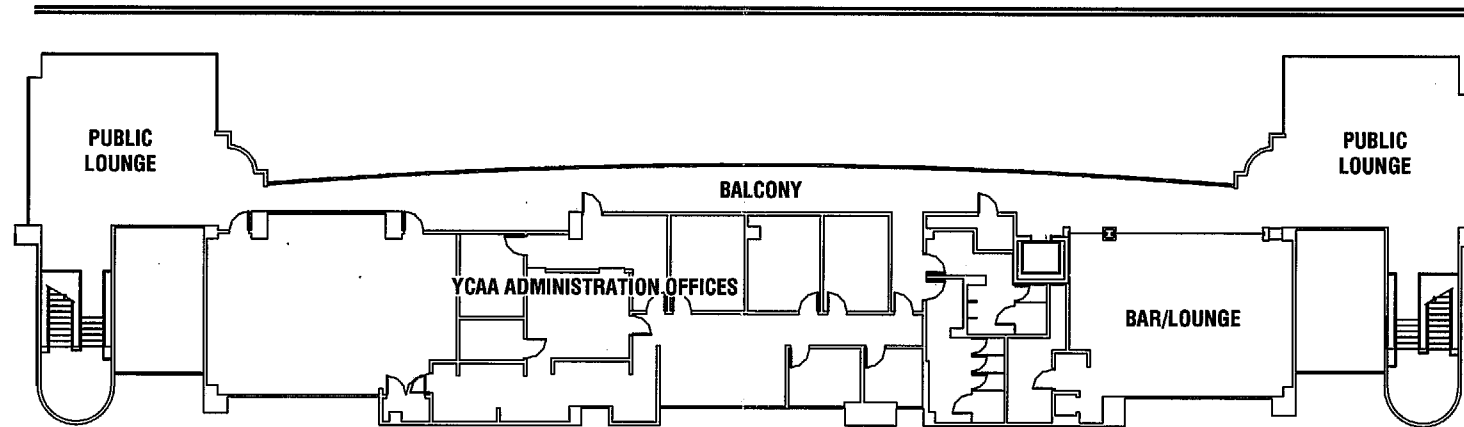 PUBLIC
LOUNGE
PUBLIC
LOUNGE
BALCONY
YCAA ADMINISTRATION OFFICES
BAR/LOUNGE